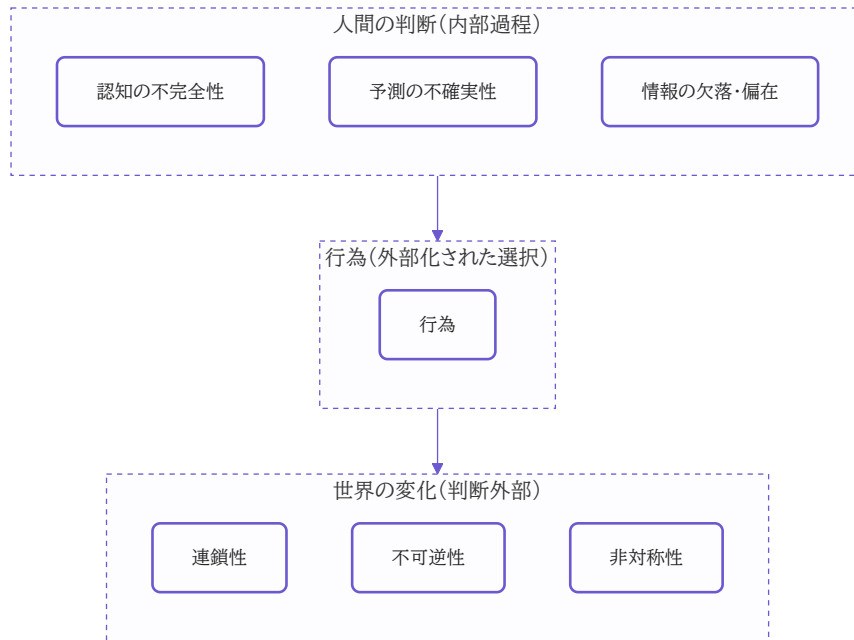 人間の判断（内部過程）
認知の不完全性
予測の不確実性
情報の欠落・偏在
行為（外部化された選択）
行為
世界の変化（判断外部）
連鎖性
不可逆性
非対称性